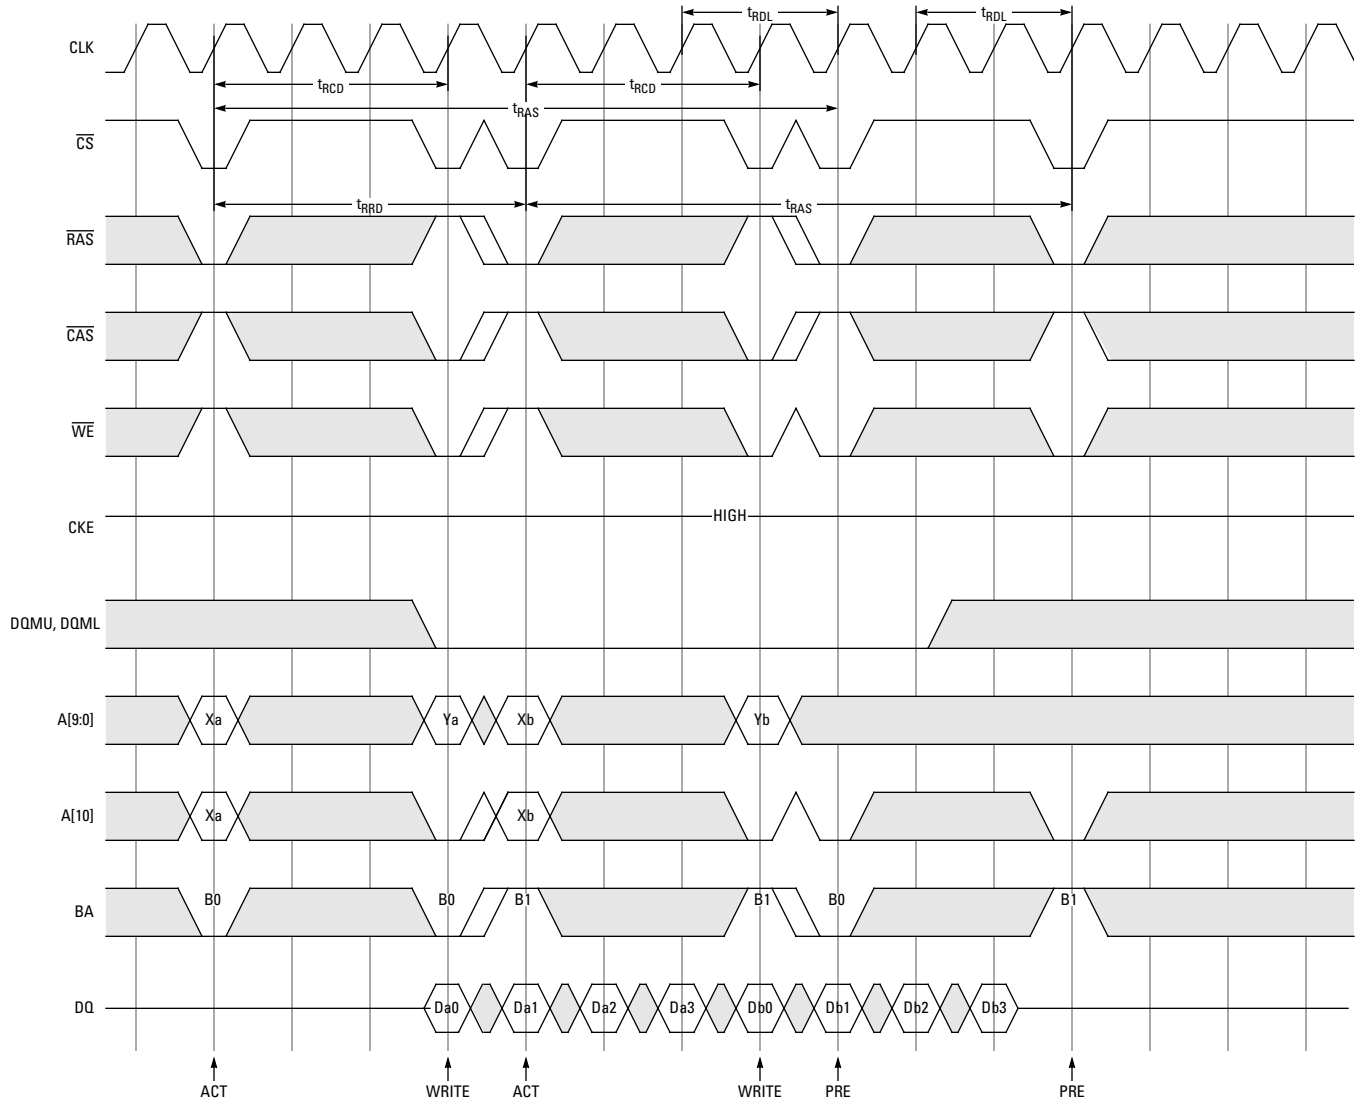 tRDL tRDL
CLK
tRCD tRCD
tRAS
CS
tRRD tRAS
RAS
CAS
WE
HIGH
CKE
DQMU, DQML
A[9:0] Xa Ya Xb Yb
A[10] Xa Xb
BA B0 B0 B1 B1 B0 B1
DQ Da0 Da1 Da2 Da3 Db0 Db1 Db2 Db3
ACT WRITE ACT WRITE PRE PRE